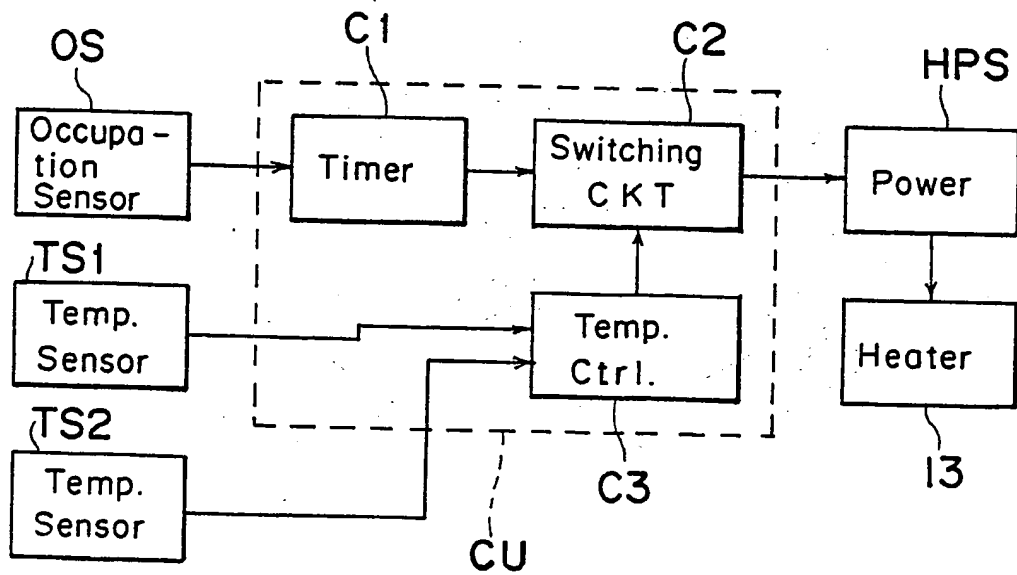 OS
C1
C2
HPS
Occupa-
tion
Sensor
Timer
Switching
CKT
Power
TS1
Temp.
Sensor
Temp.
Ctrl.
Heater
TS2
Temp.
Sensor
CU
C3
13